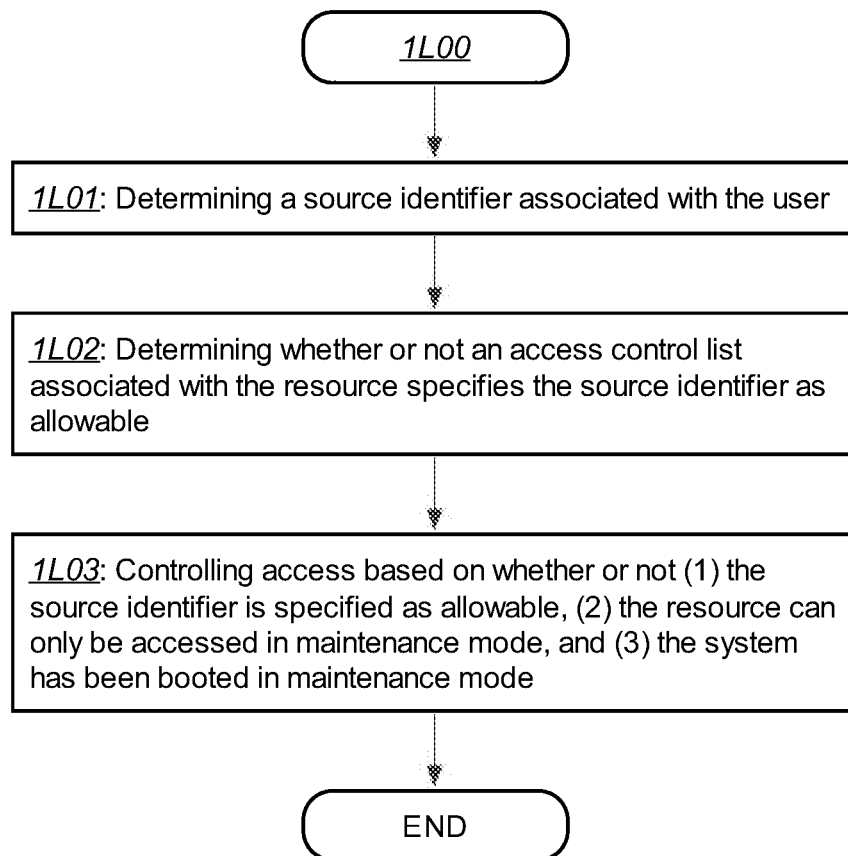 1L00
1L01: Determining a source identifier associated with the user
1L02: Determining whether or not an access control list
associated with the resource specifies the source identifier as
allowable
1L03: Controlling access based on whether or not (1) the
source identifier is specified as allowable, (2) the resource can
only be accessed in maintenance mode, and (3) the system
has been booted in maintenance mode
END